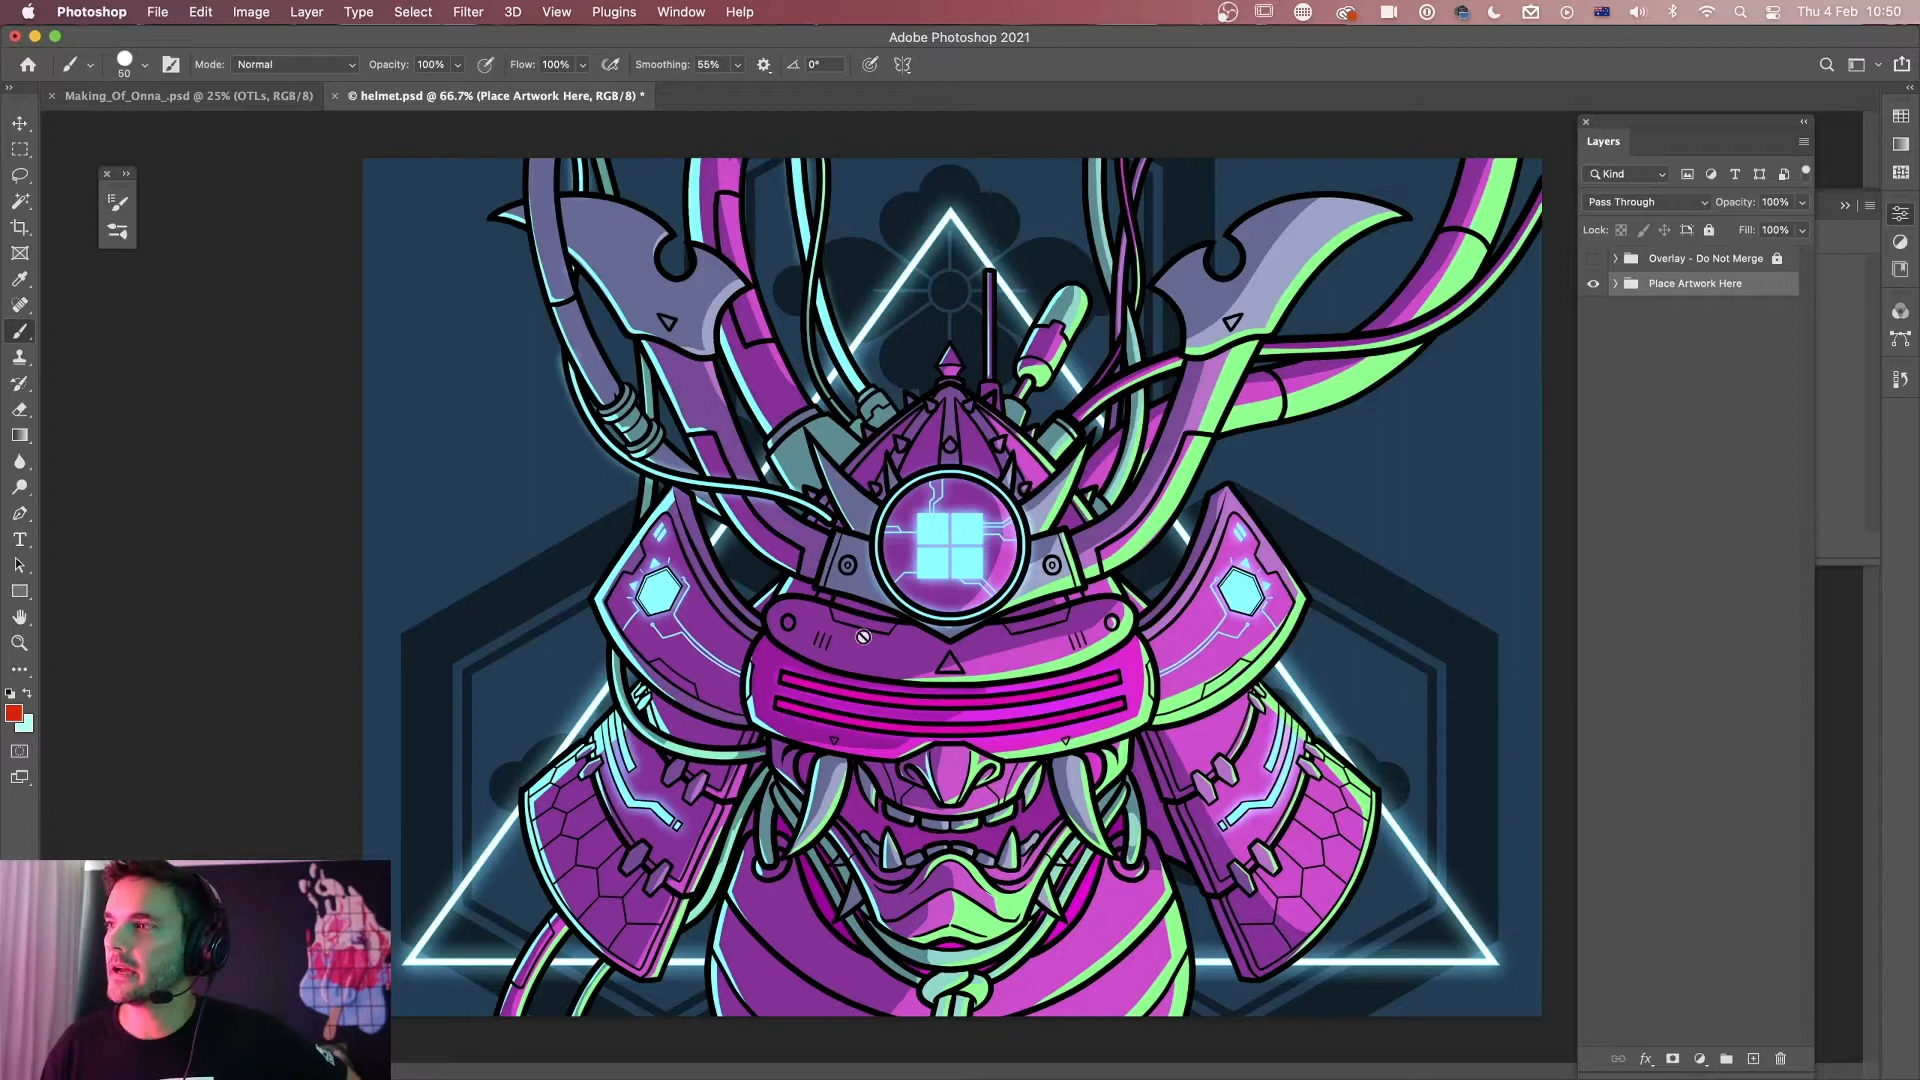 Photoshop File Edit Image Layer Type Select Filter 3D View Plugins Window Help Thu 4 Feb 10:50
Adobe Photoshop 2021
50 Mode: Normal Opacity: 100% Flow: 100% Smoothing: 55% 0°
Making_Of_Onna_.psd @ 25% (OTLs, RGB/8) © helmet.psd @ 66.7% (Place Artwork Here, RGB/8) *
Layers
Kind
Pass Through Opacity: 100%
Lock: Fill: 100%
Overlay - Do Not Merge
Place Artwork Here